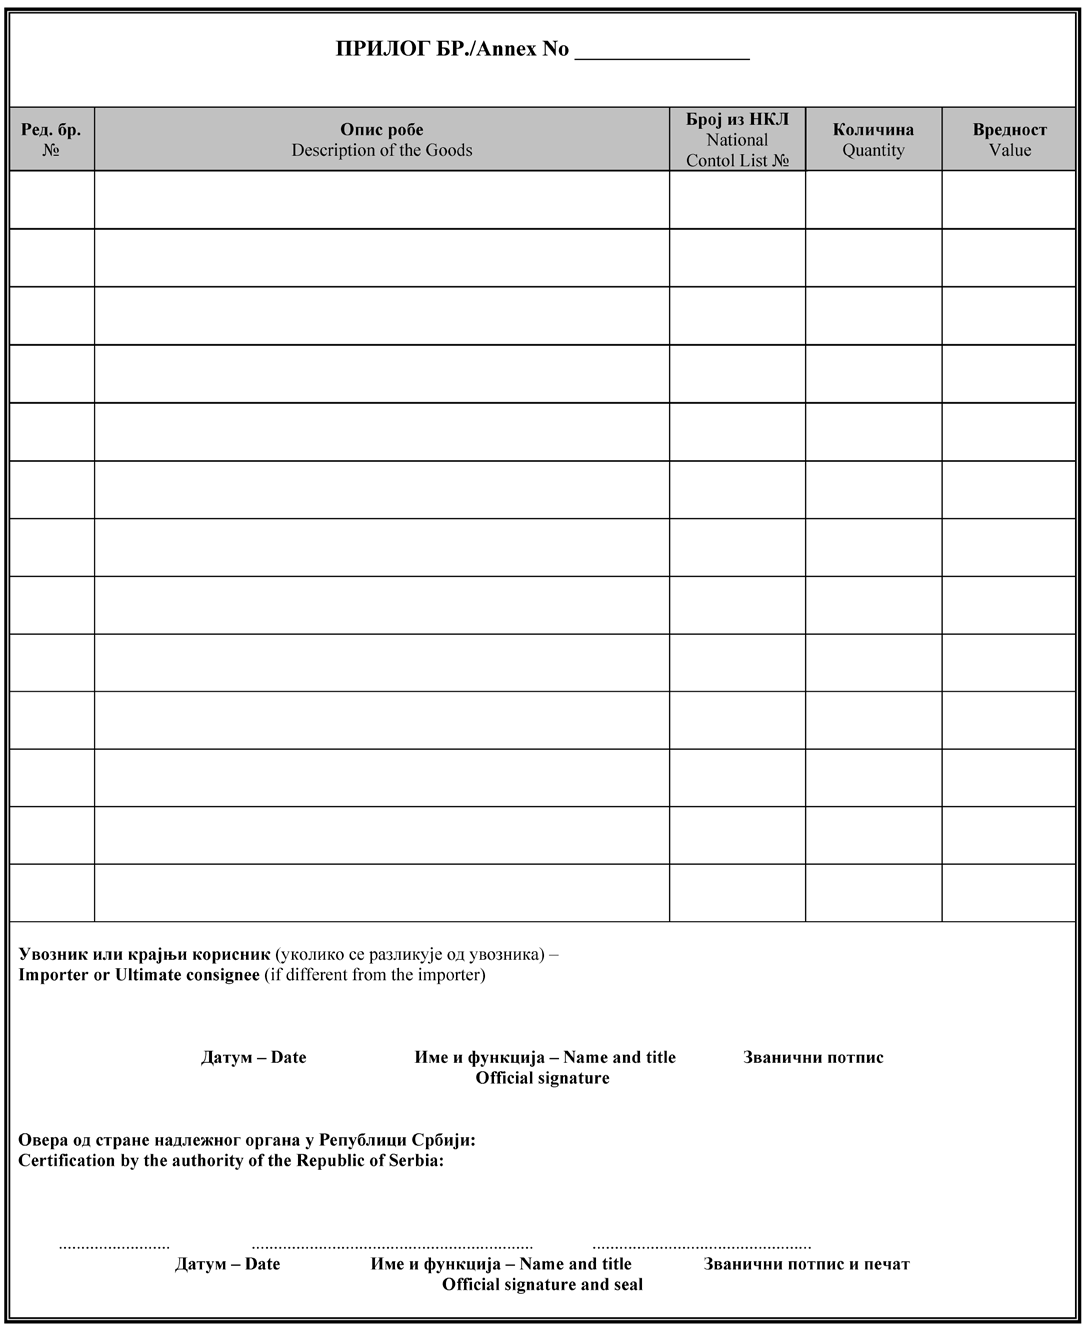 ПРИЛОГ БР./Annex No ________________
Ред. бр.
№
Опис робе
Description of the Goods
Број из НКЛ
National
Contol List №
Количина
Quantity
Вредност
Value
Увозник или крајњи корисник (уколико се разликује од увозника) –
Importer or Ultimate consignee (if different from the importer)
Датум – Date Име и функција – Name and title Званични потпис
Official signature
Овера од стране надлежног органа у Републици Србији:
Certification by the authority of the Republic of Serbia:
......................... ................................................................ ..................................................
Датум – Date Име и функција – Name and title Званични потпис и печат
Official signature and seal